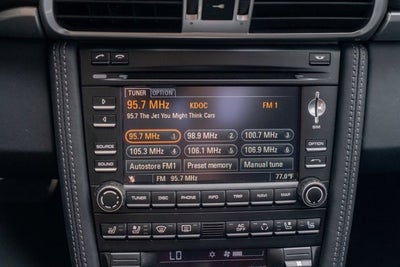 TUNER OPTION
95.7 MHz KDOC FM 1
95.7 The Jet You Might Think Cars
95.7 MHz 1 98.9 MHz 2 100.7 MHz 3
105.3 MHz 4 106.1 MHz 5 106.9 MHz 6
Autostore FM1 Preset memory Manual tune
FM 95.7 MHz 77.0°F
SIM
SOURCE
OPTION
SOUND
TUNER DISC PHONE INFO TRIP NAVI MAP
OFF
LO